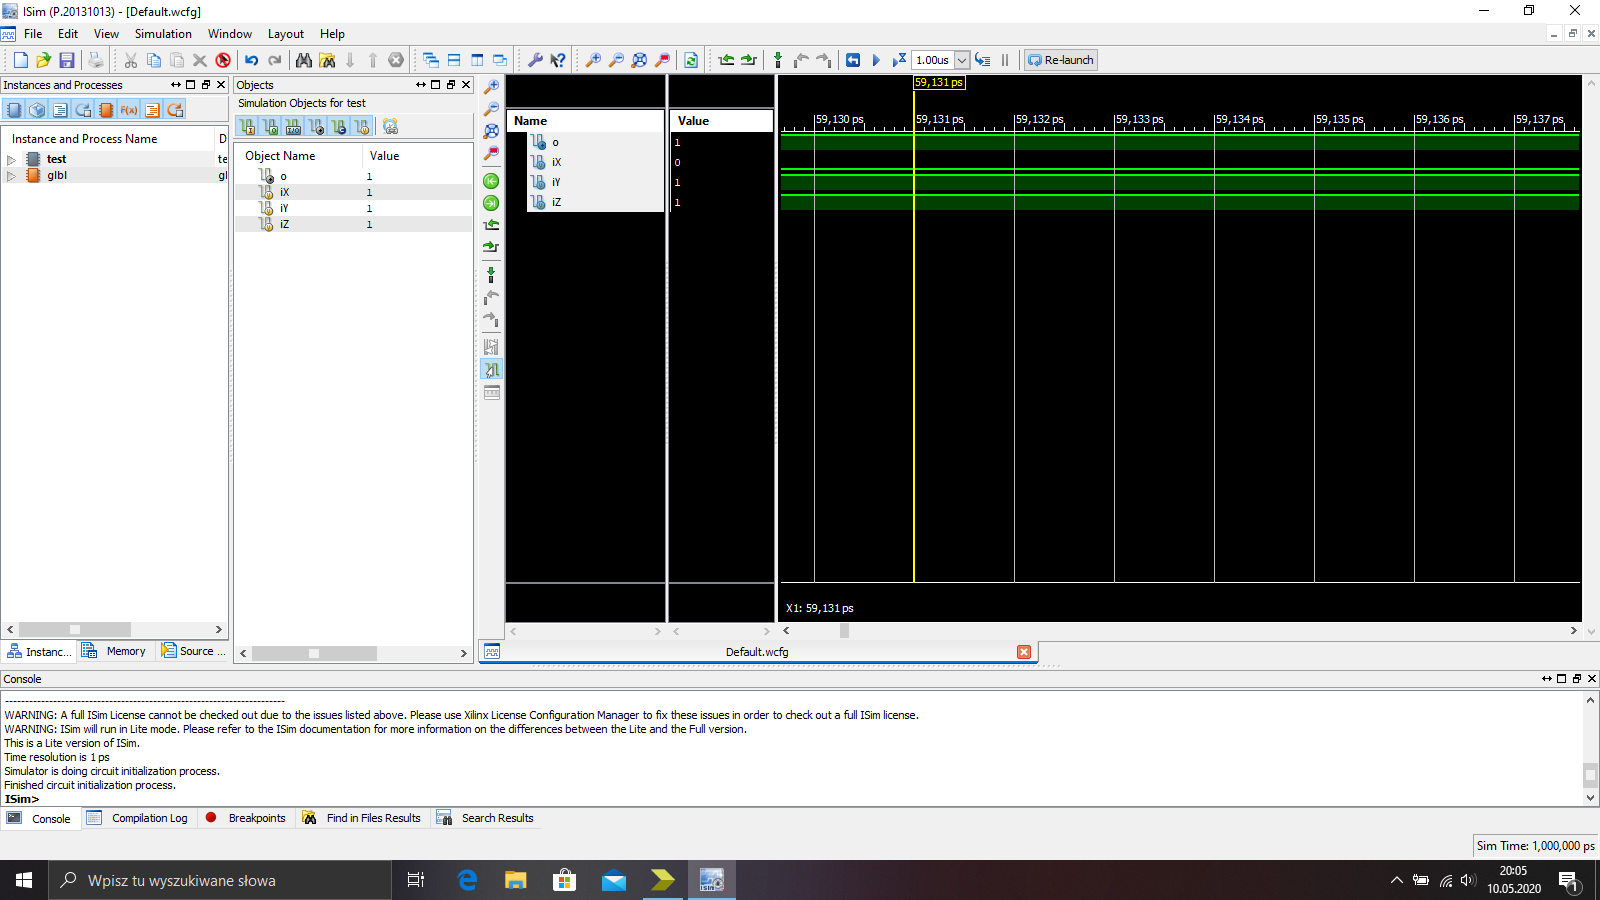 ISim (P.20131013) - [Default.wcfg]
File Edit View Simulation Window Layout Help
1.00us Re-launch
Instances and Processes
Instance and Process Name D
test te
glbl gl
Instanc... Memory Source ...
Objects
Simulation Objects for test
Object Name Value
o 1
iX 1
iY 1
iZ 1
Name Value
o 1
iX 0
iY 1
iZ 1
59,131 ps
59,130 ps 59,131 ps 59,132 ps 59,133 ps 59,134 ps 59,135 ps 59,136 ps 59,137 ps
X1: 59,131 ps
Default.wcfg
Console
WARNING: A full ISim License cannot be checked out due to the issues listed above. Please use Xilinx License Configuration Manager to fix these issues in order to check out a full ISim license.
WARNING: ISim will run in Lite mode. Please refer to the ISim documentation for more information on the differences between the Lite and the Full version.
This is a Lite version of ISim.
Time resolution is 1 ps
Simulator is doing circuit initialization process.
Finished circuit initialization process.
ISim>
Console Compilation Log Breakpoints Find in Files Results Search Results
Sim Time: 1,000,000 ps
Wpisz tu wyszukiwane słowa
20:05
10.05.2020
1